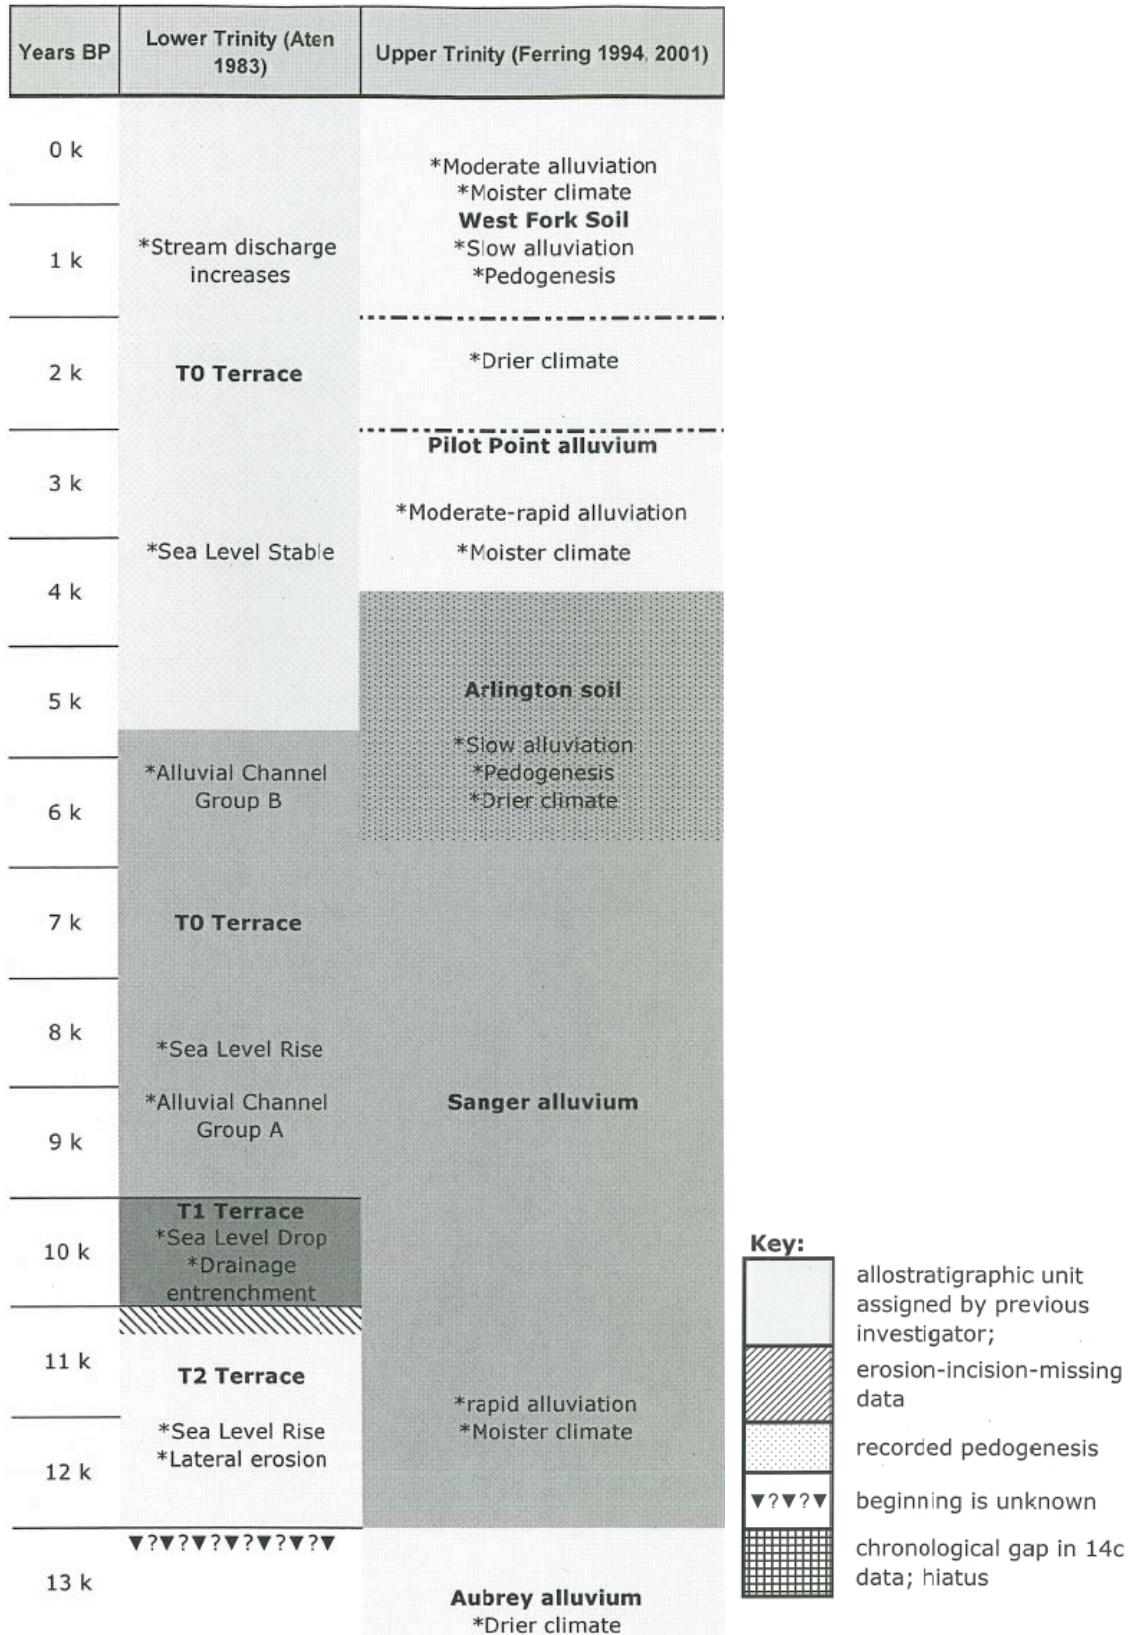 Years BP
Lower Trinity (Aten
1983)
Upper Trinity (Ferring 1994, 2001)
0 k
1 k
2 k
3 k
4 k
5 k
6 k
7 k
8 k
9 k
10 k
11 k
12 k
13 k
*Stream discharge
increases
T0 Terrace
*Sea Level Stable
*Alluvial Channel
Group B
T0 Terrace
*Sea Level Rise
*Alluvial Channel
Group A
T1 Terrace
*Sea Level Drop
*Drainage
entrenchment
T2 Terrace
*Sea Level Rise
*Lateral erosion
▼?▼?▼?▼?▼?▼?▼
*Moderate alluviation
*Moister climate
West Fork Soil
*Slow alluviation
*Pedogenesis
*Drier climate
Pilot Point alluvium
*Moderate-rapid alluviation
*Moister climate
Arlington soil
*Slow alluviation
*Pedogenesis
*Drier climate
Sanger alluvium
*rapid alluviation
*Moister climate
Aubrey alluvium
*Drier climate
Key:
allostratigraphic unit
assigned by previous
investigator;
erosion-incision-missing
data
recorded pedogenesis
▼?▼?▼
beginning is unknown
chronological gap in 14c
data; hiatus